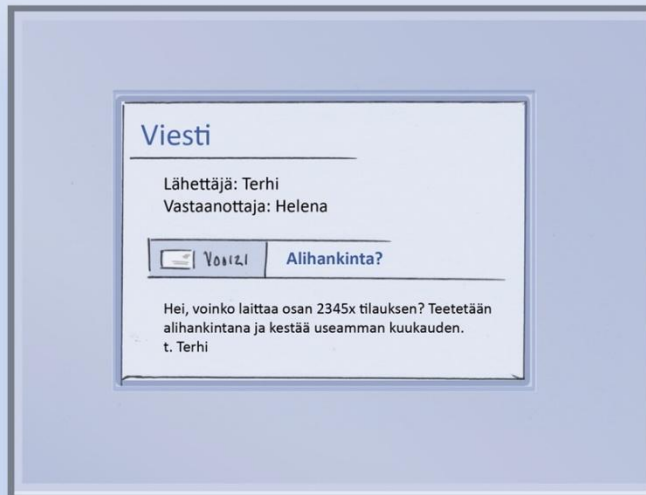 Viesti
Lähettäjä: Terhi
Vastaanottaja: Helena
Alihankinta?
Hei, voinko laittaa osan 2345x tilauksen? Teetetään
alihankintana ja kestää useamman kuukauden.
t. Terhi